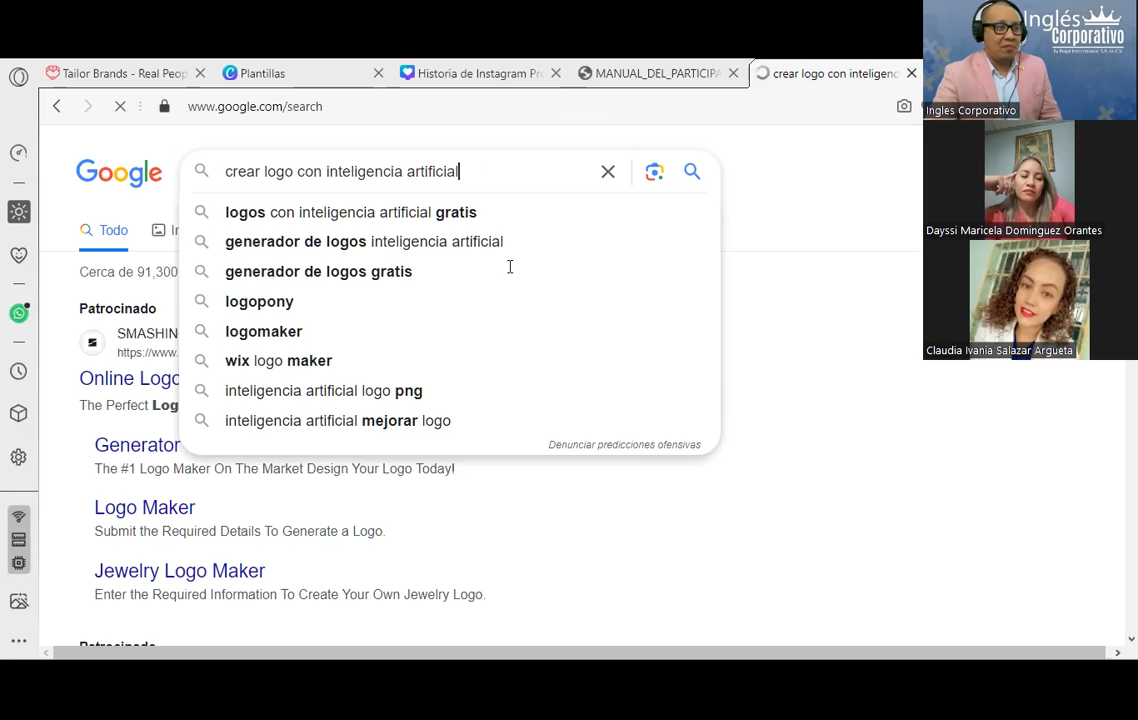 Tailor Brands - Real Peop
Plantillas
Historia de Instagram Pr
MANUAL_DEL_PARTICIPA
crear logo con inteligenc
www.google.com/search
Google
crear logo con inteligencia artificial
logos con inteligencia artificial gratis
Todo
generador de logos inteligencia artificial
Cerca de 91,300
generador de logos gratis
Patrocinado
logopony
SMASHIN
logomaker
https://www.
wix logo maker
Online Logo
inteligencia artificial logo png
The Perfect Log
inteligencia artificial mejorar logo
Generator
Denunciar predicciones ofensivas
The #1 Logo Maker On The Market Design Your Logo Today!
Logo Maker
Submit the Required Details To Generate a Logo.
Jewelry Logo Maker
Enter the Required Information To Create Your Own Jewelry Logo.
Patrocinado
Inglés
Corporativo
Ingles Corporativo
Dayssi Maricela Dominguez Orantes
Claudia Ivania Salazar Argueta